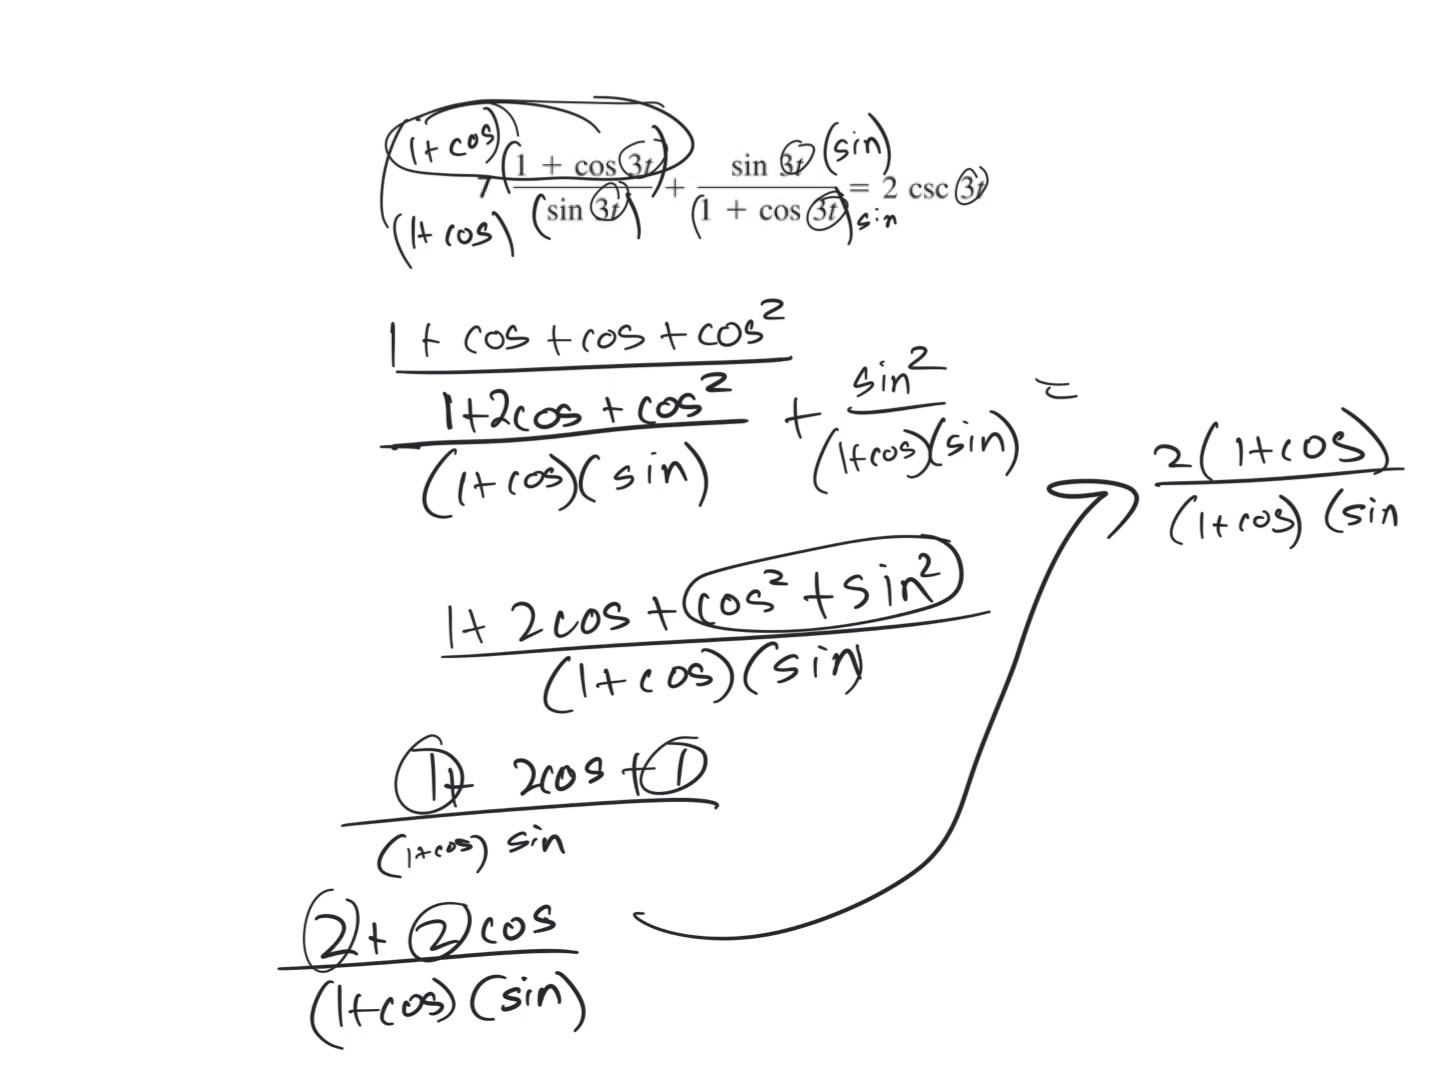 (1 + cos) (1 + cos 3t) / (1 + cos) (sin 3t) + sin 3t (sin) / (1 + cos 3t) sin = 2 csc 3t
1 + cos + cos + cos²
1+2cos + cos² / (1+cos)(sin) + sin² / (1+cos)(sin) =
1+ 2cos + cos² + sin² / (1+cos)(sin)
1+ 2cos + 1 / (1+cos) sin
2 + 2 cos / (1+cos) (sin)
2(1+cos) / (1+cos) (sin